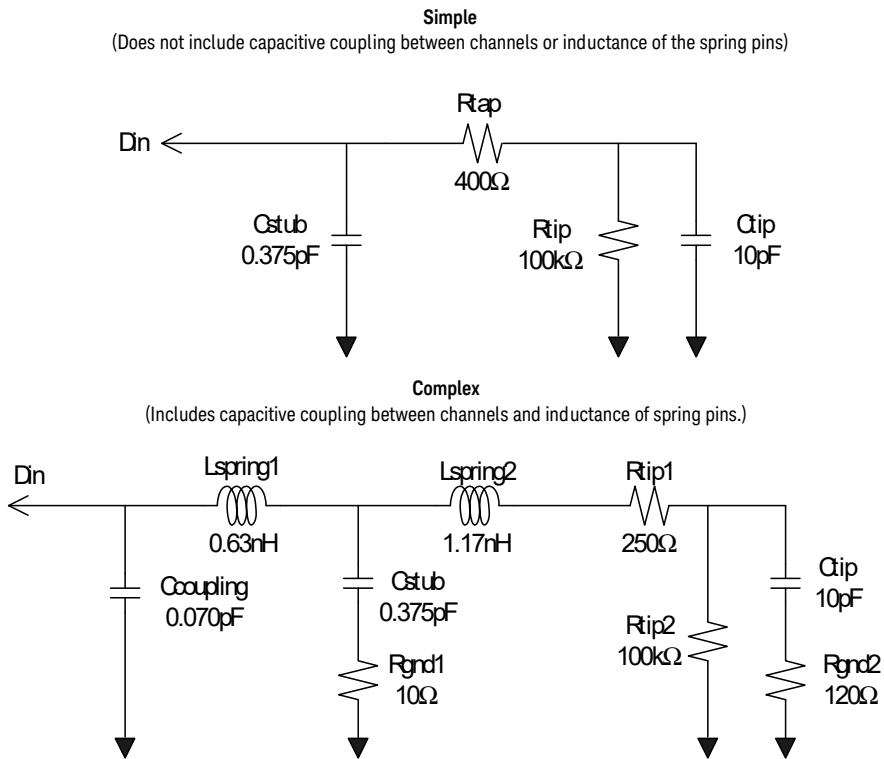 Simple
(Does not include capacitive coupling between channels or inductance of the spring pins)
Rtap
Din
400Ω
Cstub
0.375pF
Rtip
100kΩ
Ctip
10pF
Complex
(Includes capacitive coupling between channels and inductance of spring pins.)
Din
Lspring1
Lspring2
Rtip1
0.63nH
1.17nH
250Ω
Ccoupling
0.070pF
Cstub
0.375pF
Ctip
10pF
Rtip2
100kΩ
Rgnd1
10Ω
Rgnd2
120Ω